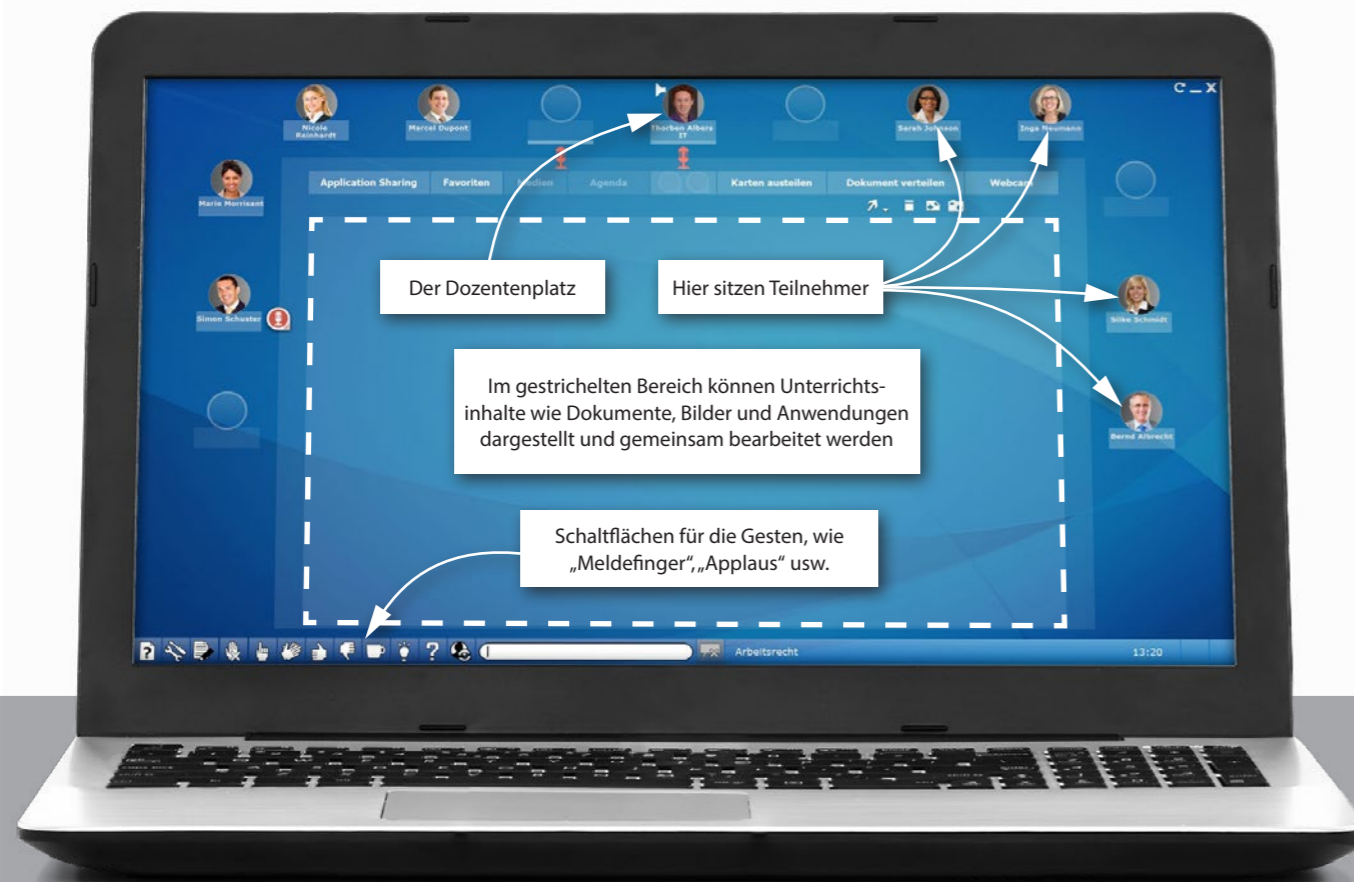 Nicole
Reinhardt
Marcel Dupont
Thorben Albers
IT
Sarah Johnson
Inga Neumann
Marie Morrisant
Application Sharing
Favoriten
Medien
Agenda
Karten austeilen
Dokument verteilen
Webcam
Der Dozentenplatz
Hier sitzen Teilnehmer
Simon Schuster
Silke Schmidt
Im gestrichelten Bereich können Unterrichts-
inhalte wie Dokumente, Bilder und Anwendungen
dargestellt und gemeinsam bearbeitet werden
Bernd Albrecht
Schaltflächen für die Gesten, wie
„Meldefinger“, „Applaus“ usw.
Arbeitsrecht
13:20